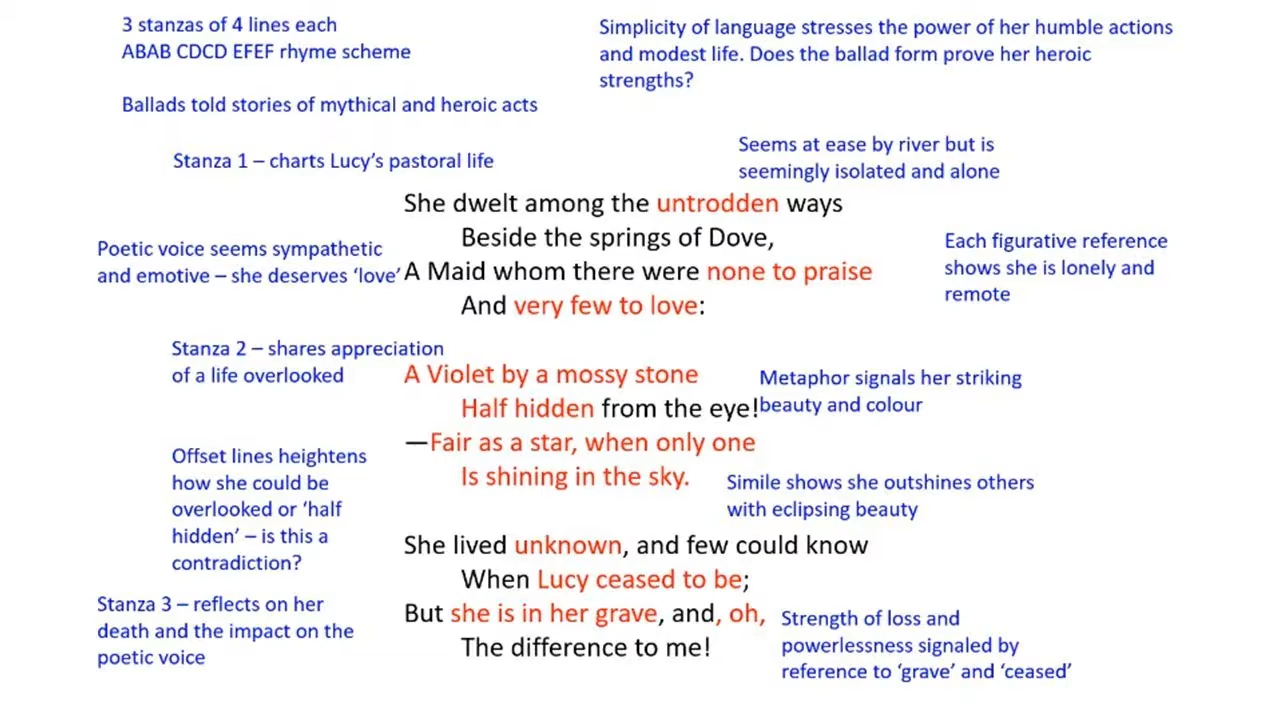 3 stanzas of 4 lines each
ABAB CDCD EFEF rhyme scheme
Ballads told stories of mythical and heroic acts
Simplicity of language stresses the power of her humble actions
and modest life. Does the ballad form prove her heroic
strengths?
Stanza 1 – charts Lucy’s pastoral life
Seems at ease by river but is
seemingly isolated and alone
She dwelt among the untrodden ways
Beside the springs of Dove,
A Maid whom there were none to praise
And very few to love:
Poetic voice seems sympathetic
and emotive – she deserves ‘love’
Each figurative reference
shows she is lonely and
remote
Stanza 2 – shares appreciation
of a life overlooked
A Violet by a mossy stone
Half hidden from the eye!
—Fair as a star, when only one
Is shining in the sky.
Metaphor signals her striking
beauty and colour
Offset lines heightens
how she could be
overlooked or ‘half
hidden’ – is this a
contradiction?
Simile shows she outshines others
with eclipsing beauty
She lived unknown, and few could know
When Lucy ceased to be;
But she is in her grave, and, oh,
The difference to me!
Stanza 3 – reflects on her
death and the impact on the
poetic voice
Strength of loss and
powerlessness signaled by
reference to ‘grave’ and ‘ceased’